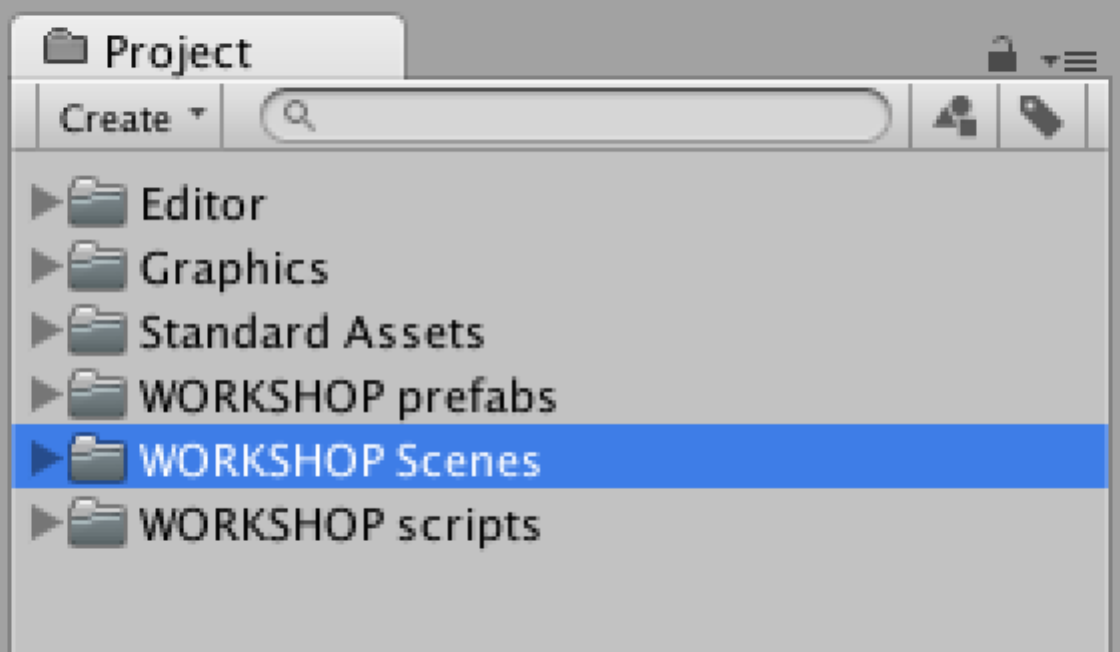 Project
Create
Editor
Graphics
Standard Assets
WORKSHOP prefabs
WORKSHOP Scenes
WORKSHOP scripts